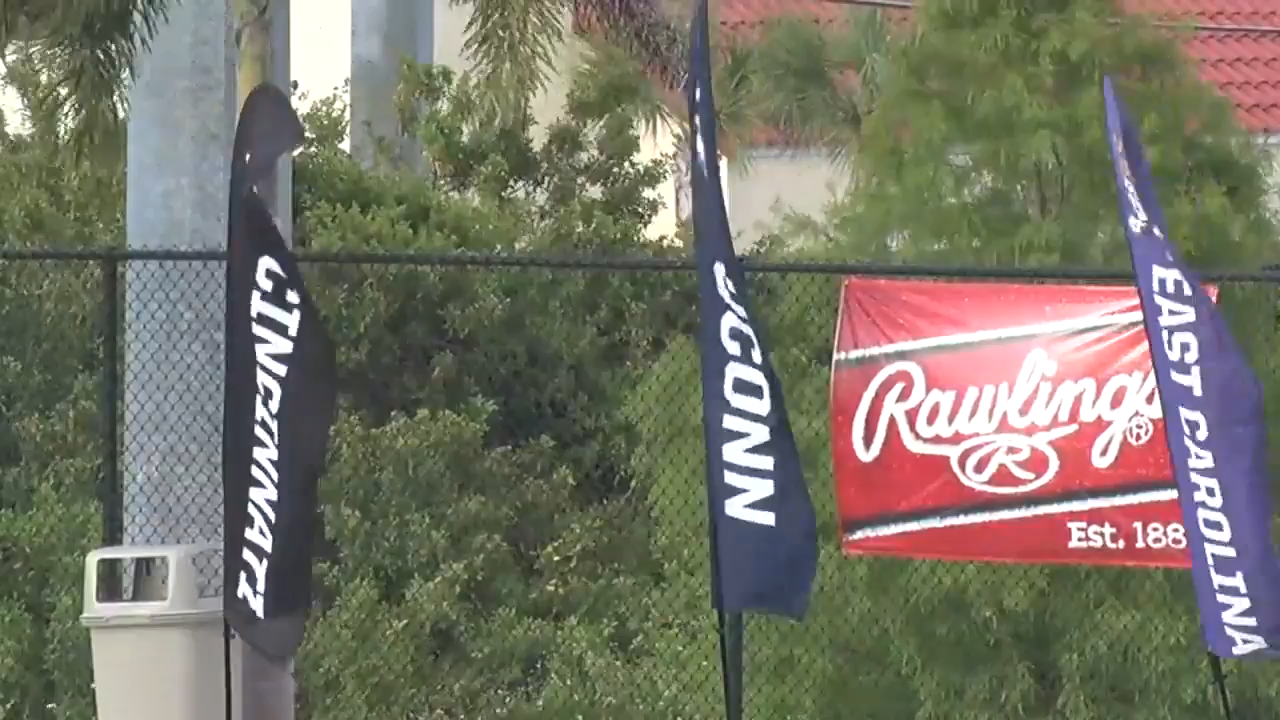 CINCINNATI
UCONN
Rawlings®
R
Est. 188
EAST CAROLINA